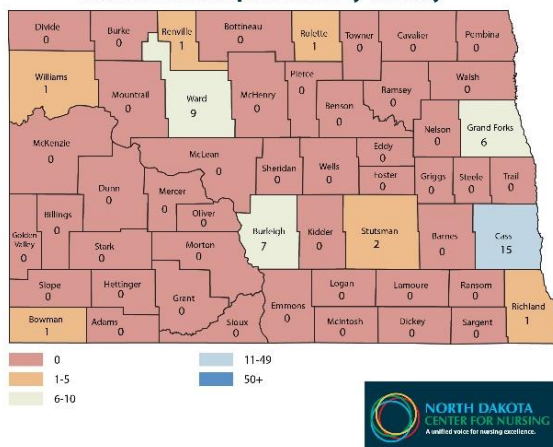 Divide
0
Burke
0
Renville
1
Bottineau
0
Rolette
1
Towner
0
Cavalier
0
Pembina
0
Williams
1
Mountrail
0
Ward
9
McHenry
0
Pierce
0
Benson
0
Ramsey
0
Walsh
0
Nelson
0
Grand Forks
6
McKenzie
0
McLean
0
Sheridan
0
Wells
0
Eddy
0
Foster
0
Griggs
0
Steele
0
Trail
0
Dunn
0
Mercer
0
Oliver
0
Billings
0
Golden
Valley
0
Stark
0
Morton
0
Burleigh
7
Kidder
0
Stutsman
2
Barnes
0
Cass
15
Slope
0
Hettinger
0
Grant
0
Emmons
0
Logan
0
Lamoure
0
Ransom
0
Richland
1
Bowman
1
Adams
0
Sioux
0
McIntosh
0
Dickey
0
Sargent
0
0
1-5
6-10
11-49
50+
NORTH DAKOTA
CENTER FOR NURSING
A unified voice for nursing excellence.